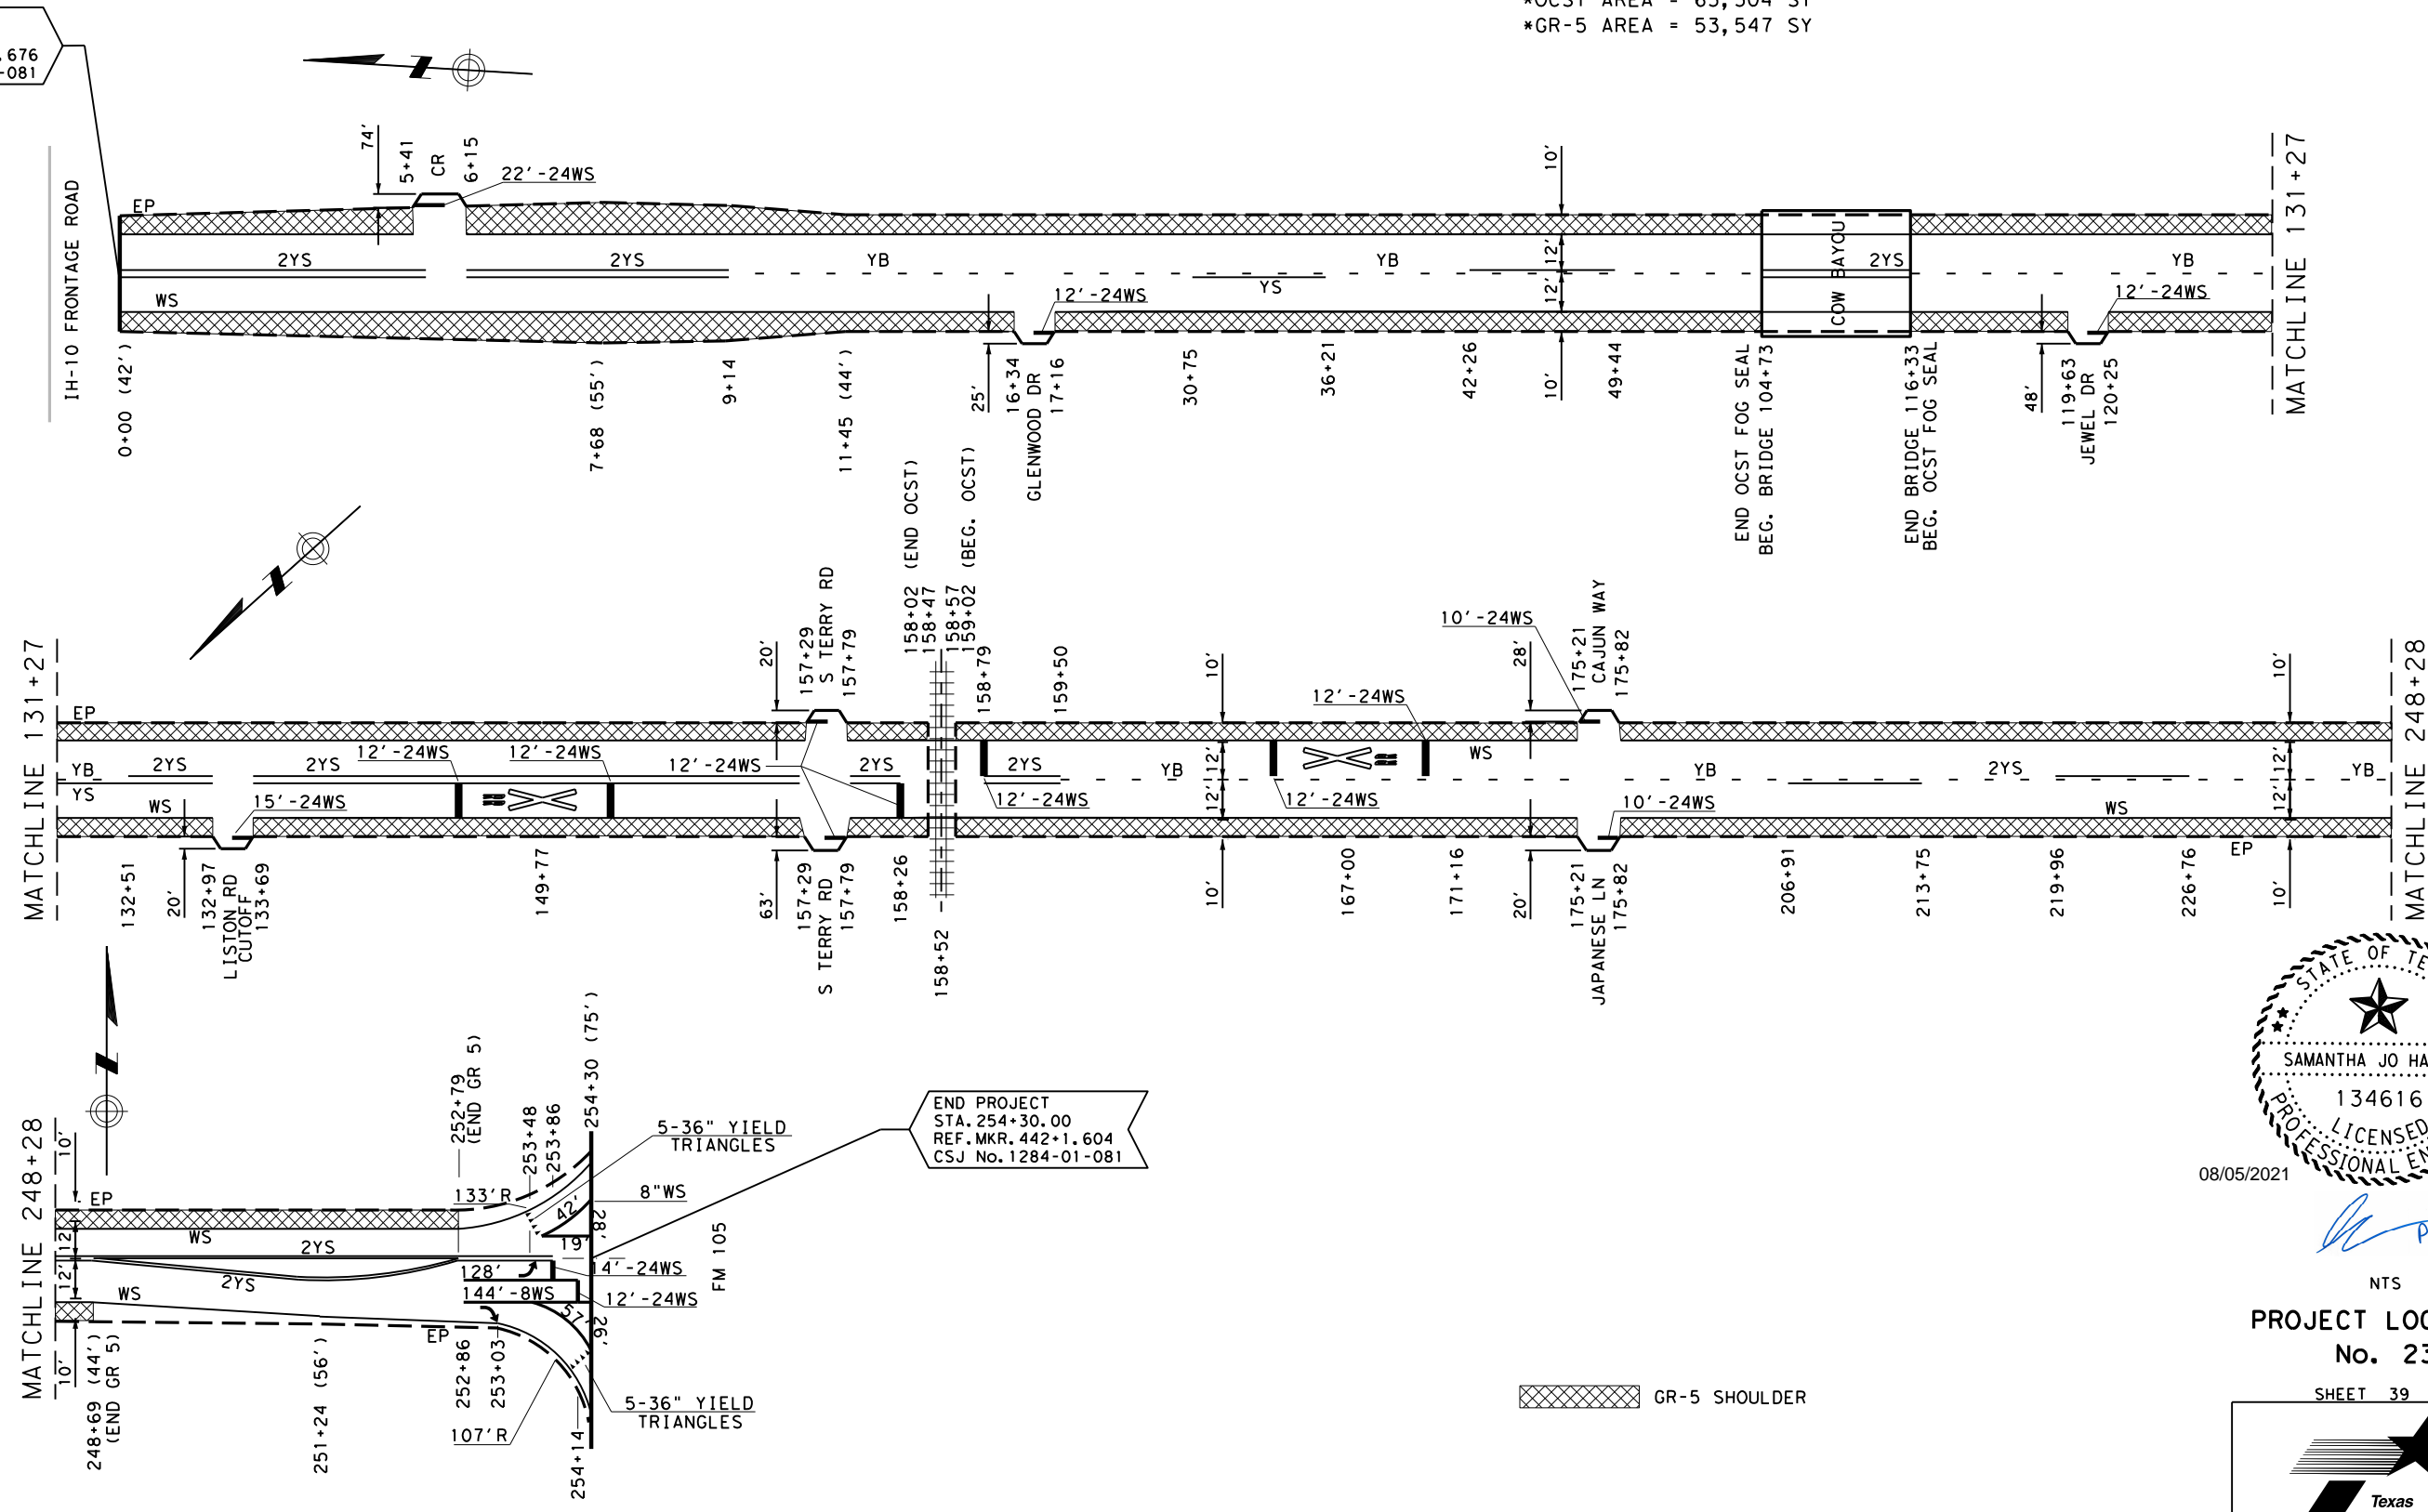 *GR-5 AREA = 53,547 SY
.676
-081
IH-10 FRONTAGE ROAD
EP
74'
5+41
CR
6+15
22'-24WS
2YS
2YS
YB
WS
0+00 (42')
7+68 (55')
9+14
11+45 (44')
25'
16+34
GLENWOOD DR
17+16
12'-24WS
30+75
YS
36+21
YB
42+26
10'
12'
12'
10'
49+44
END OCST FOG SEAL
BEG. BRIDGE 104+73
COW BAYOU
2YS
END BRIDGE 116+33
BEG. OCST FOG SEAL
48'
119+63
JEWEL DR
120+25
12'-24WS
YB
MATCHLINE 131+27
MATCHLINE 131+27
EP
YB
YS
2YS
WS
132+51
20'
132+97
LISTON RD
CUTOFF
133+69
15'-24WS
2YS
12'-24WS
12'-24WS
149+77
12'-24WS
20'
157+29
S TERRY RD
157+79
63'
157+29
S TERRY RD
157+79
2YS
158+26
158+02 (END OCST)
158+47
158+57
159+02 (BEG. OCST)
158+52
158+79
159+50
2YS
12'-24WS
YB
10'
12'
12'
10'
12'-24WS
12'-24WS
167+00
171+16
WS
10'-24WS
28'
175+21
CAJUN WAY
175+82
20'
175+21
JAPANESE LN
175+82
10'-24WS
YB
206+91
213+75
2YS
219+96
226+76
WS
EP
10'
12'
12'
10'
YB
MATCHLINE 248+28
MATCHLINE 248+28
10'
12'
12'
10'
EP
WS
2YS
2YS
WS
EP
248+69 (44')
(END GR 5)
251+24 (56')
252+79
(END GR 5)
253+48
253+86
254+30 (75')
133'R
42'
28'
19'
128'
144'-8WS
57'
26'
252+86
253+03
254+14
107'R
5-36" YIELD
TRIANGLES
8"WS
14'-24WS
12'-24WS
FM 105
5-36" YIELD
TRIANGLES
END PROJECT
STA.254+30.00
REF.MKR.442+1.604
CSJ No.1284-01-081
GR-5 SHOULDER
STATE OF
SAMANTHA JO
134616
LICENSED
PROFESSIONAL
08/05/2021
NTS
PROJECT
No. 23
SHEET 39
Texas